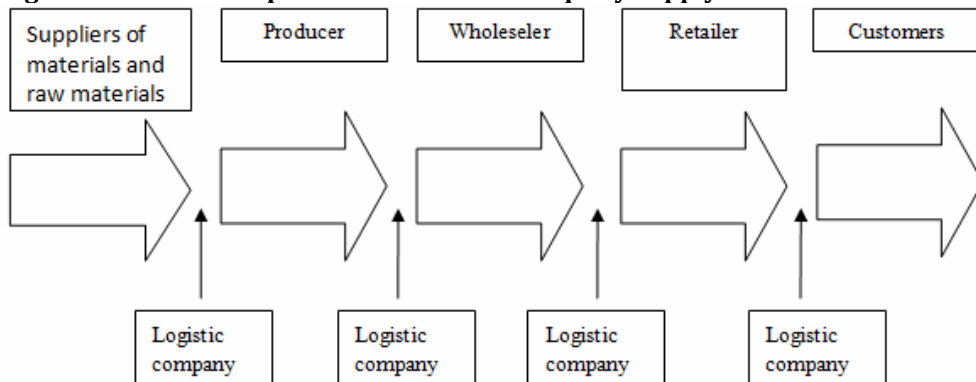 Suppliers of
materials and
raw materials
Producer
Wholeseler
Retailer
Customers
Logistic
company
Logistic
company
Logistic
company
Logistic
company